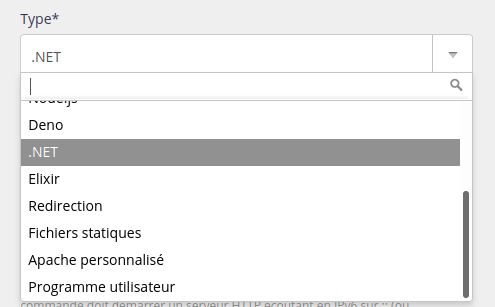 Type*
.NET
Node.js
Deno
.NET
Elixir
Redirection
Fichiers statiques
Apache personnalisé
Programme utilisateur
commande doit démarrer un serveur HTTP écoutant en IPv6 sur :: (ou